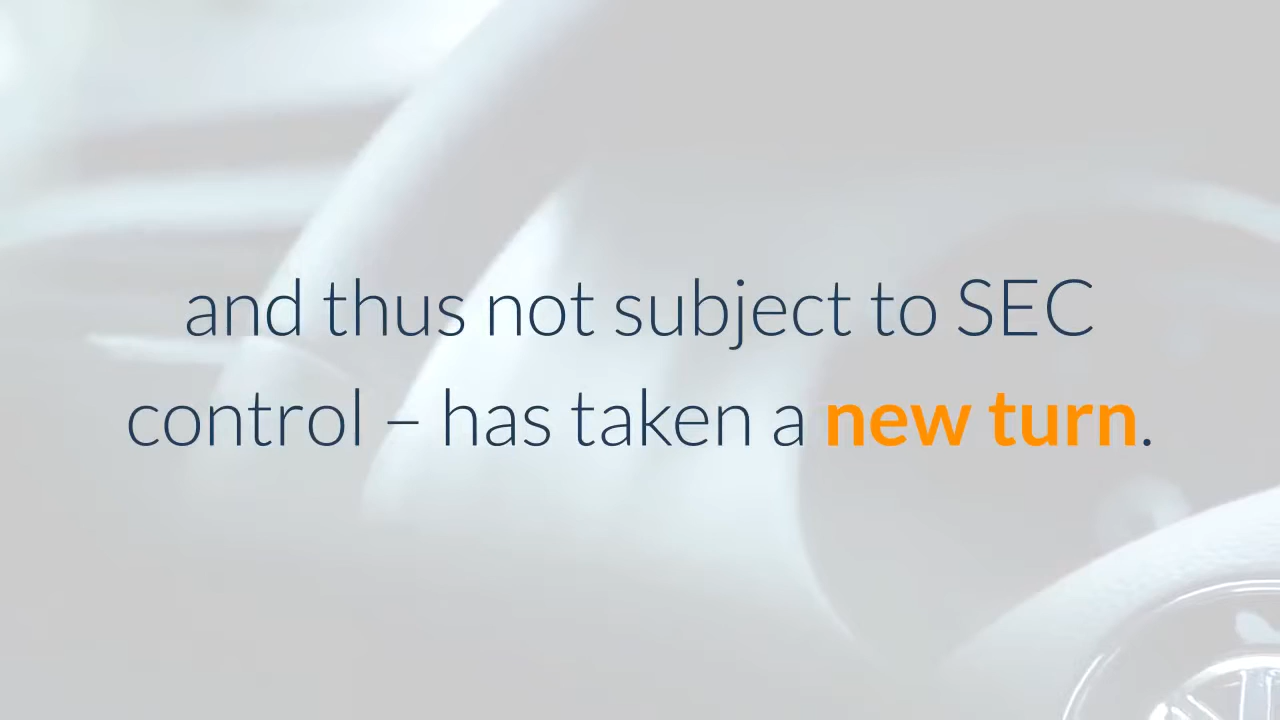 and thus not subject to SEC
control – has taken a new turn.